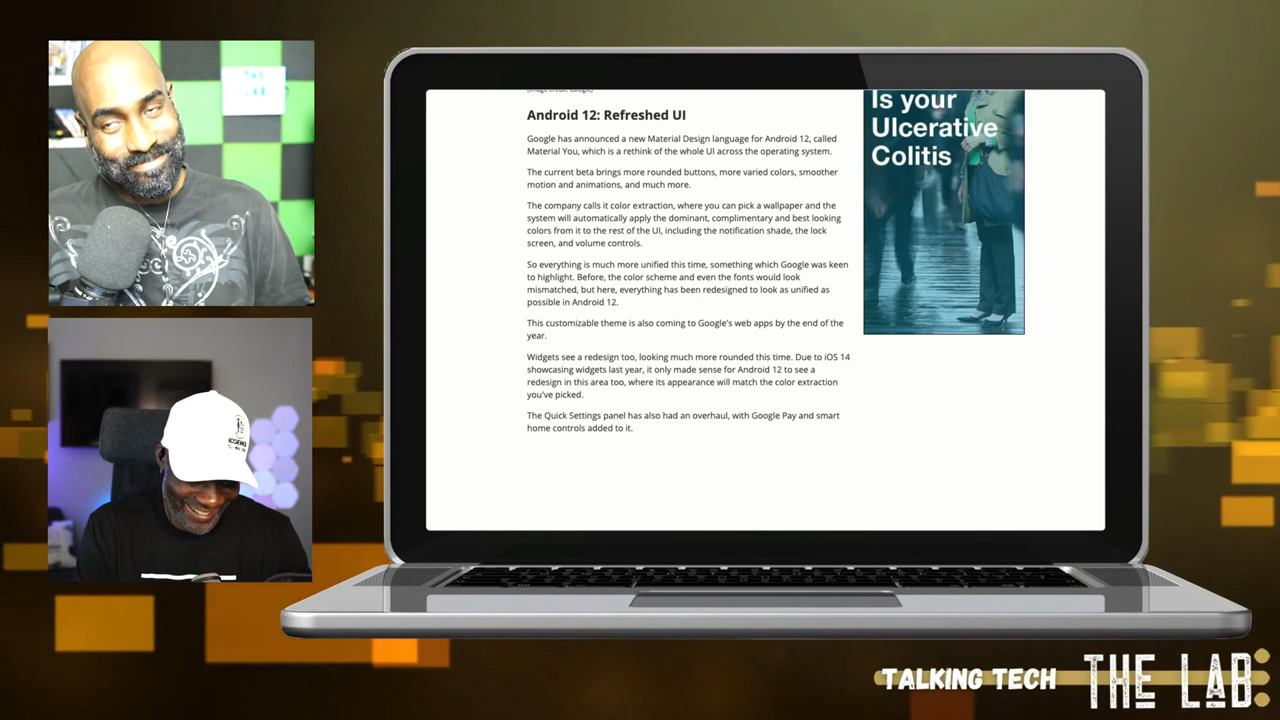 THE
LAB
(Image credit: Google)
Android 12: Refreshed UI
Google has announced a new Material Design language for Android 12, called
Material You, which is a rethink of the whole UI across the operating system.
The current beta brings more rounded buttons, more varied colors, smoother
motion and animations, and much more.
The company calls it color extraction, where you can pick a wallpaper and the
system will automatically apply the dominant, complimentary and best looking
colors from it to the rest of the UI, including the notification shade, the lock
screen, and volume controls.
So everything is much more unified this time, something which Google was keen
to highlight. Before, the color scheme and even the fonts would look
mismatched, but here, everything has been redesigned to look as unified as
possible in Android 12.
This customizable theme is also coming to Google's web apps by the end of the
year.
Widgets see a redesign too, looking much more rounded this time. Due to iOS 14
showcasing widgets last year, it only made sense for Android 12 to see a
redesign in this area too, where its appearance will match the color extraction
you've picked.
The Quick Settings panel has also had an overhaul, with Google Pay and smart
home controls added to it.
Is your
Ulcerative
Colitis
TALKING TECH
THE LAB